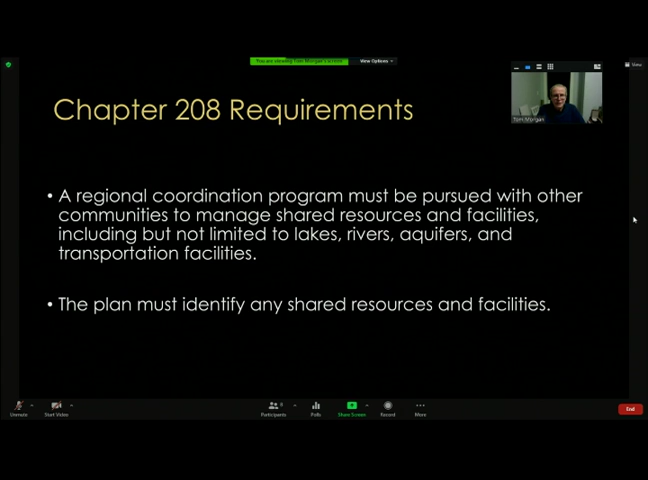 You are viewing Tom Morgan's screen
View Options
View
Chapter 208 Requirements
Tom Morgan
• A regional coordination program must be pursued with other
communities to manage shared resources and facilities,
including but not limited to lakes, rivers, aquifers, and
transportation facilities.
• The plan must identify any shared resources and facilities.
Unmute
Start Video
Participants
Polls
Share Screen
Record
More
End